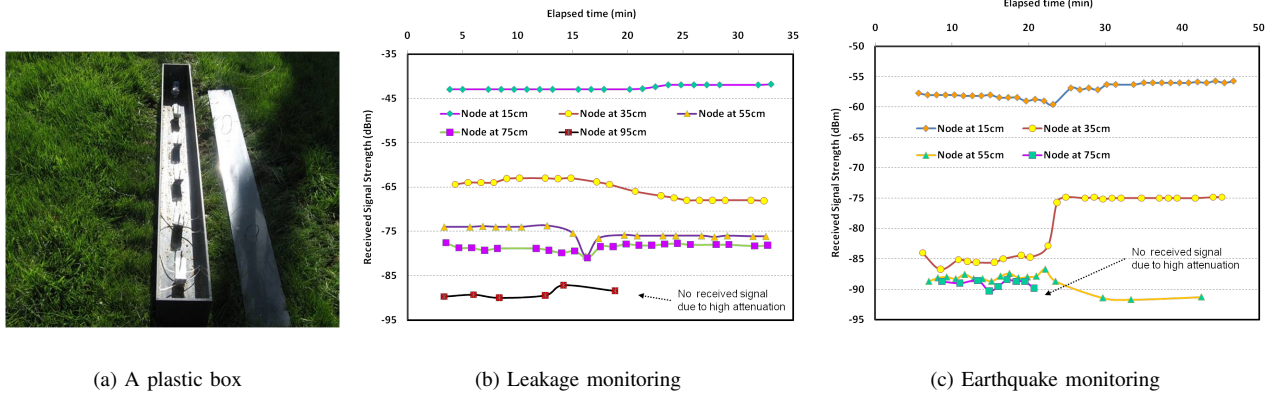 Elapsed time (min)
0 5 10 15 20 25 30 35
-35
-45
-55
-65
-75
-85
-95
Receiveed Signal Strength (dBm)
Node at 15cm Node at 35cm Node at 55cm
Node at 75cm Node at 95cm
No received signal
due to high attenuation
Elapsed time (min)
0 10 20 30 40 50
-50
-55
-60
-65
-70
-75
-80
-85
-90
-95
Received Signal Strength (dBm)
Node at 15cm Node at 35cm
Node at 55cm Node at 75cm
No received signal
due to high attenuation
(a) A plastic box
(b) Leakage monitoring
(c) Earthquake monitoring